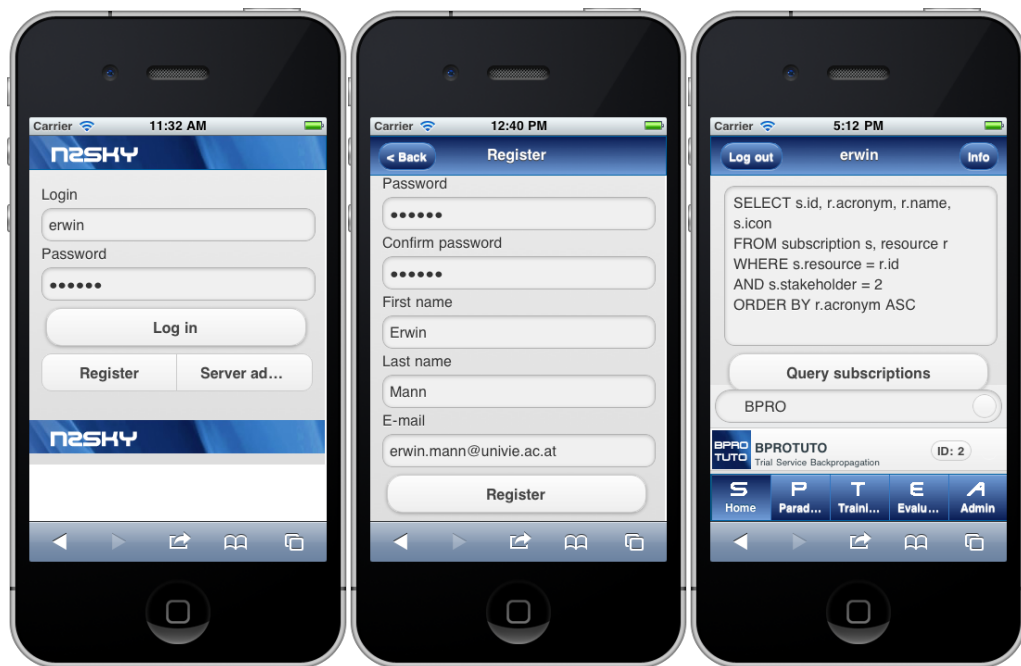 Carrier 11:32 AM
N2SKY
Login
erwin
Password
••••••
Log in
Register Server ad...
N2SKY
Carrier 12:40 PM
< Back Register
Password
••••••
Confirm password
••••••
First name
Erwin
Last name
Mann
E-mail
erwin.mann@univie.ac.at
Register
Carrier 5:12 PM
Log out erwin Info
SELECT s.id, r.acronym, r.name,
s.icon
FROM subscription s, resource r
WHERE s.resource = r.id
AND s.stakeholder = 2
ORDER BY r.acronym ASC
Query subscriptions
BPRO
BPRO
TUTO
BPROTUTO
Trial Service Backpropagation
ID: 2
S P T E A
Home Parad... Traini... Evalu... Admin